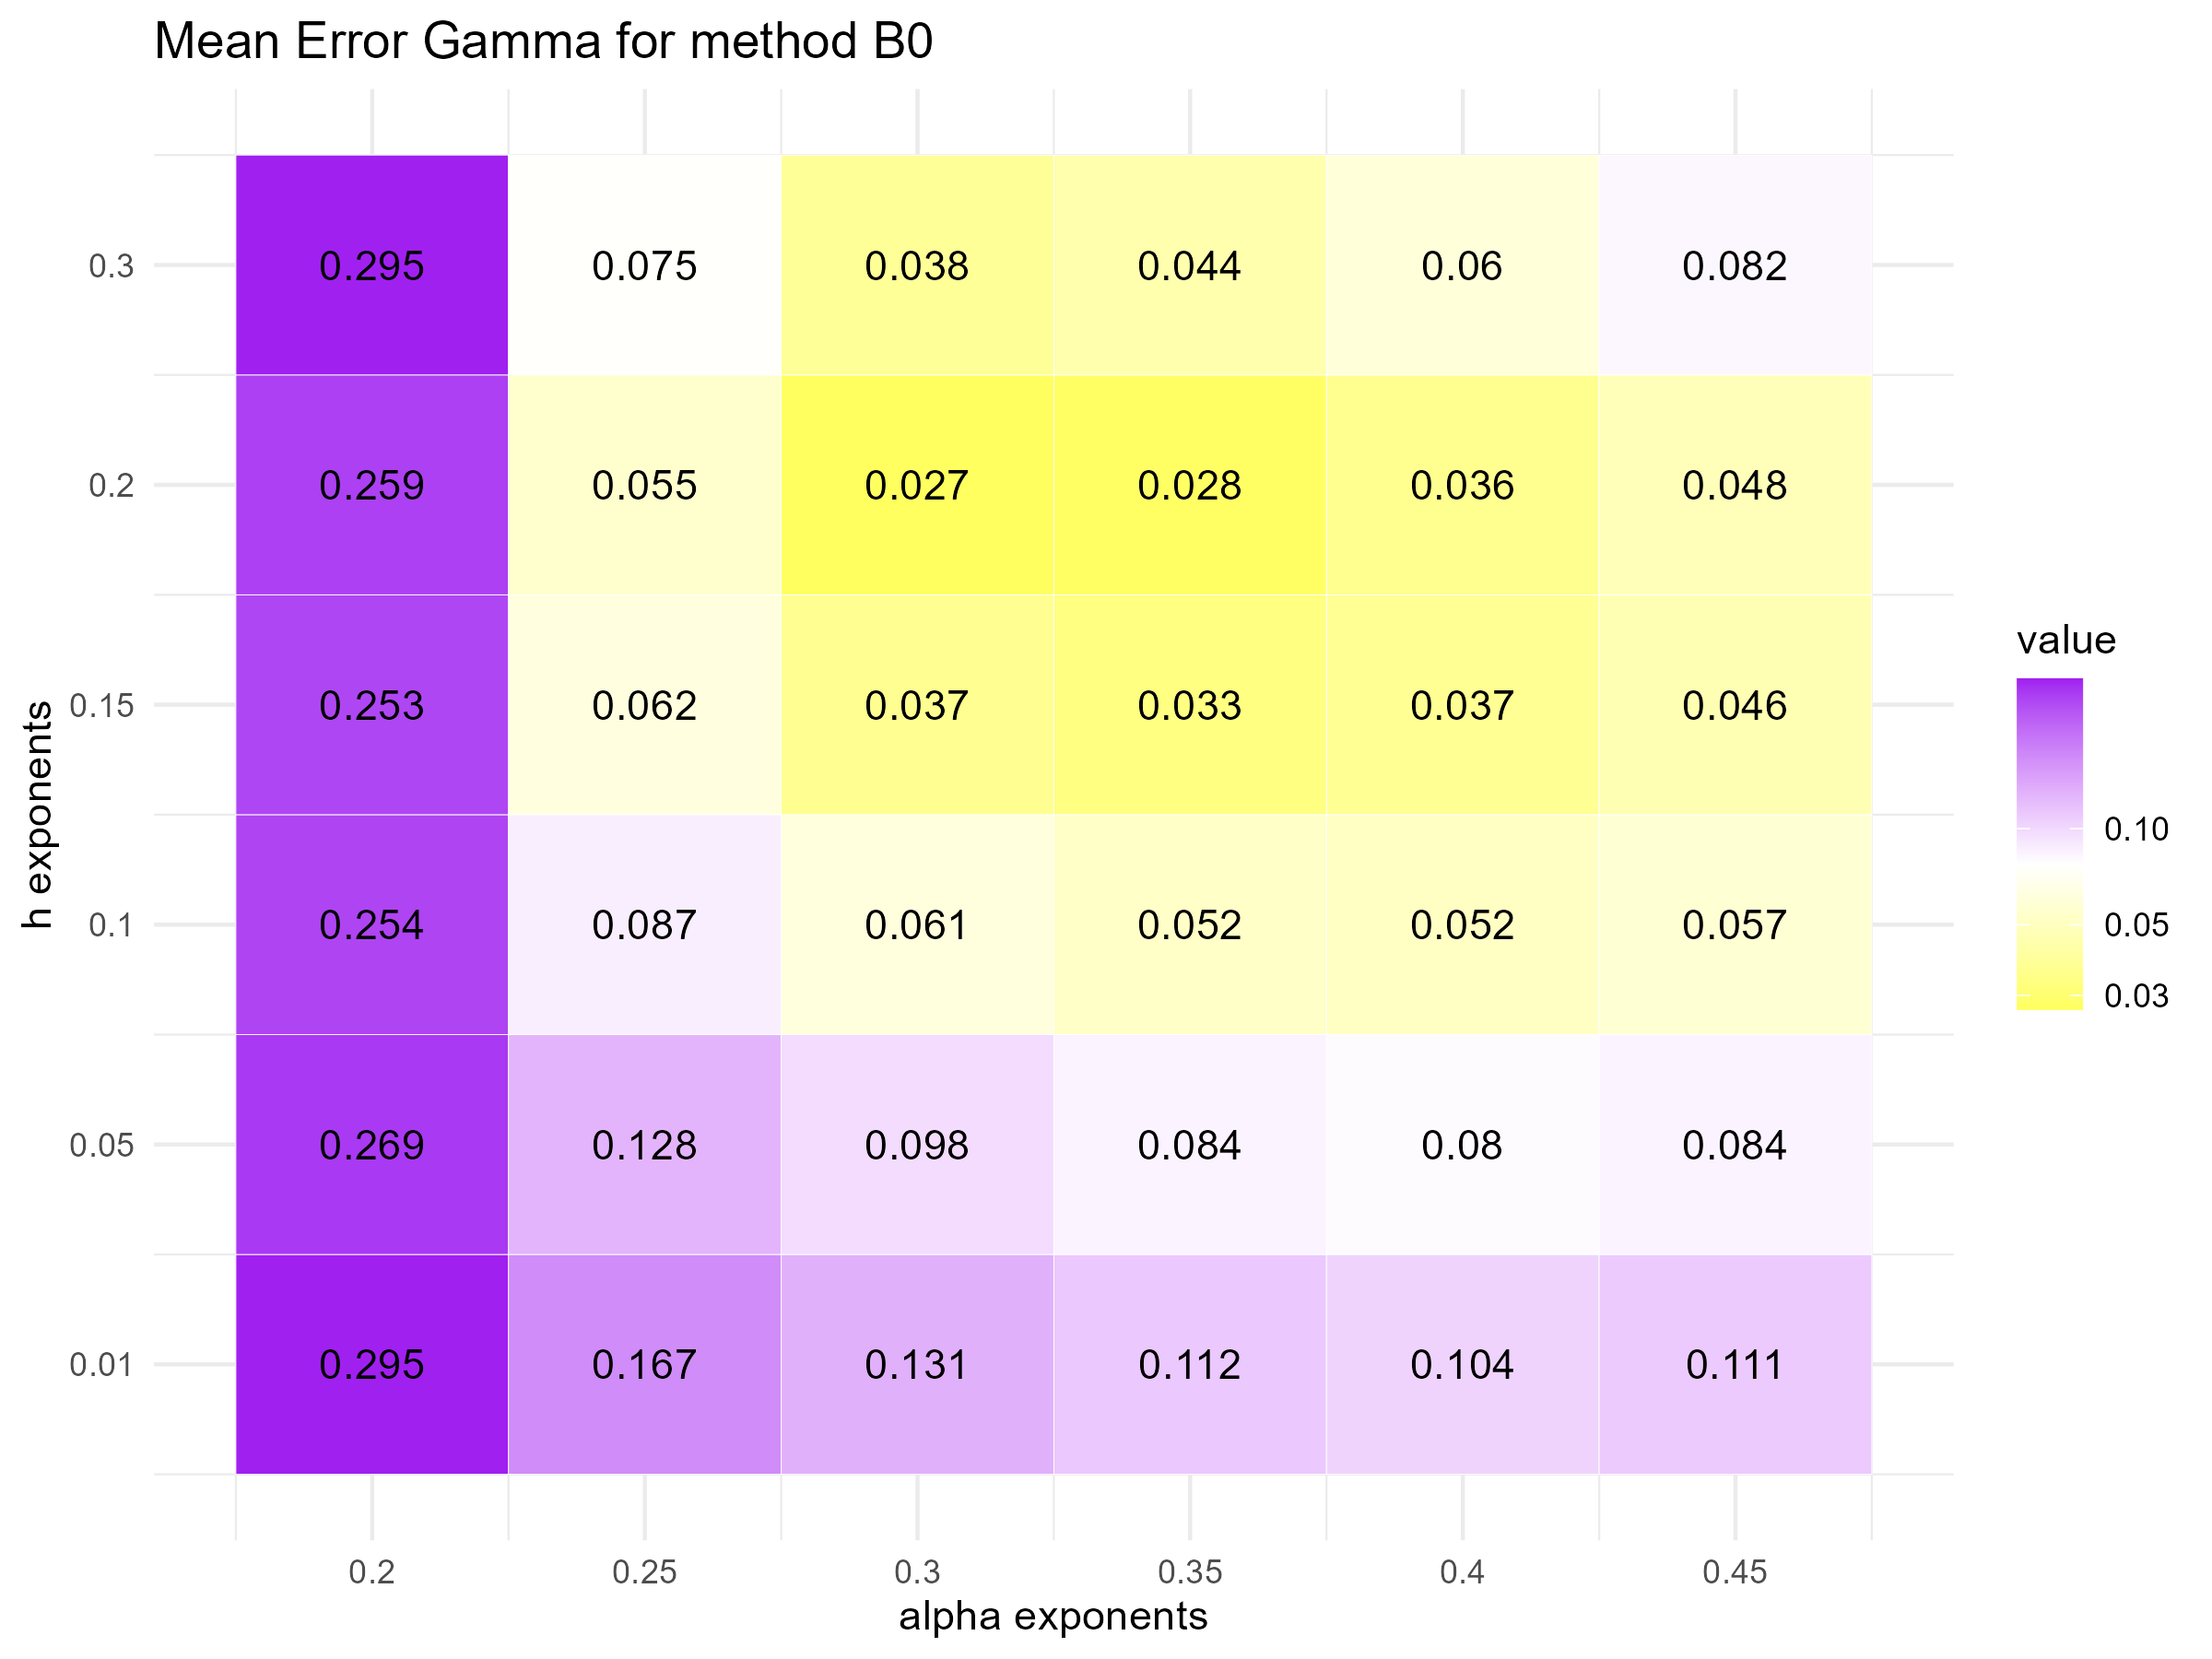 Mean Error Gamma for method B0
h exponents
0.3 0.295 0.075 0.038 0.044 0.06 0.082
0.2 0.259 0.055 0.027 0.028 0.036 0.048
0.15 0.253 0.062 0.037 0.033 0.037 0.046
0.1 0.254 0.087 0.061 0.052 0.052 0.057
0.05 0.269 0.128 0.098 0.084 0.08 0.084
0.01 0.295 0.167 0.131 0.112 0.104 0.111
0.2 0.25 0.3 0.35 0.4 0.45
alpha exponents
value
0.10
0.05
0.03